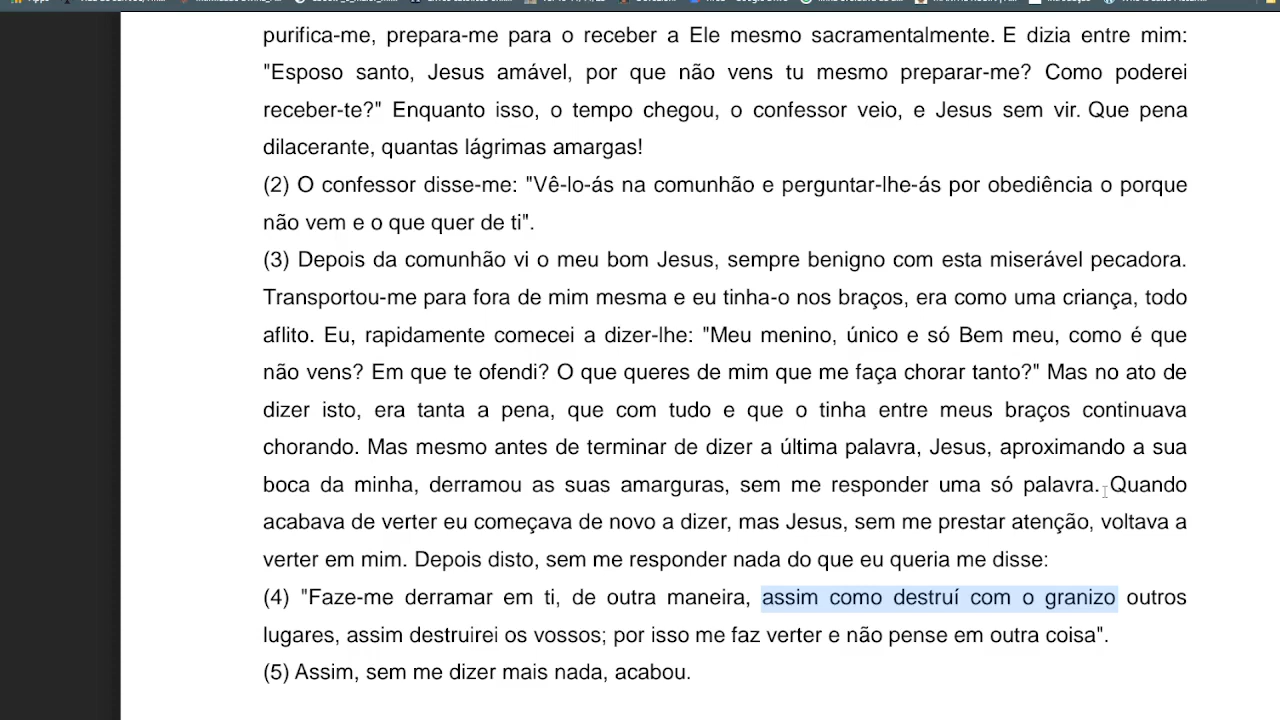 purifica-me, prepara-me para o receber a Ele mesmo sacramentalmente. E dizia entre mim:
"Esposo santo, Jesus amável, por que não vens tu mesmo preparar-me? Como poderei
receber-te?" Enquanto isso, o tempo chegou, o confessor veio, e Jesus sem vir. Que pena
dilacerante, quantas lágrimas amargas!
(2) O confessor disse-me: "Vê-lo-ás na comunhão e perguntar-lhe-ás por obediência o porque
não vem e o que quer de ti".
(3) Depois da comunhão vi o meu bom Jesus, sempre benigno com esta miserável pecadora.
Transportou-me para fora de mim mesma e eu tinha-o nos braços, era como uma criança, todo
aflito. Eu, rapidamente comecei a dizer-lhe: "Meu menino, único e só Bem meu, como é que
não vens? Em que te ofendi? O que queres de mim que me faça chorar tanto?" Mas no ato de
dizer isto, era tanta a pena, que com tudo e que o tinha entre meus braços continuava
chorando. Mas mesmo antes de terminar de dizer a última palavra, Jesus, aproximando a sua
boca da minha, derramou as suas amarguras, sem me responder uma só palavra. Quando
acabava de verter eu começava de novo a dizer, mas Jesus, sem me prestar atenção, voltava a
verter em mim. Depois disto, sem me responder nada do que eu queria me disse:
(4) "Faze-me derramar em ti, de outra maneira, assim como destruí com o granizo outros
lugares, assim destruirei os vossos; por isso me faz verter e não pense em outra coisa".
(5) Assim, sem me dizer mais nada, acabou.